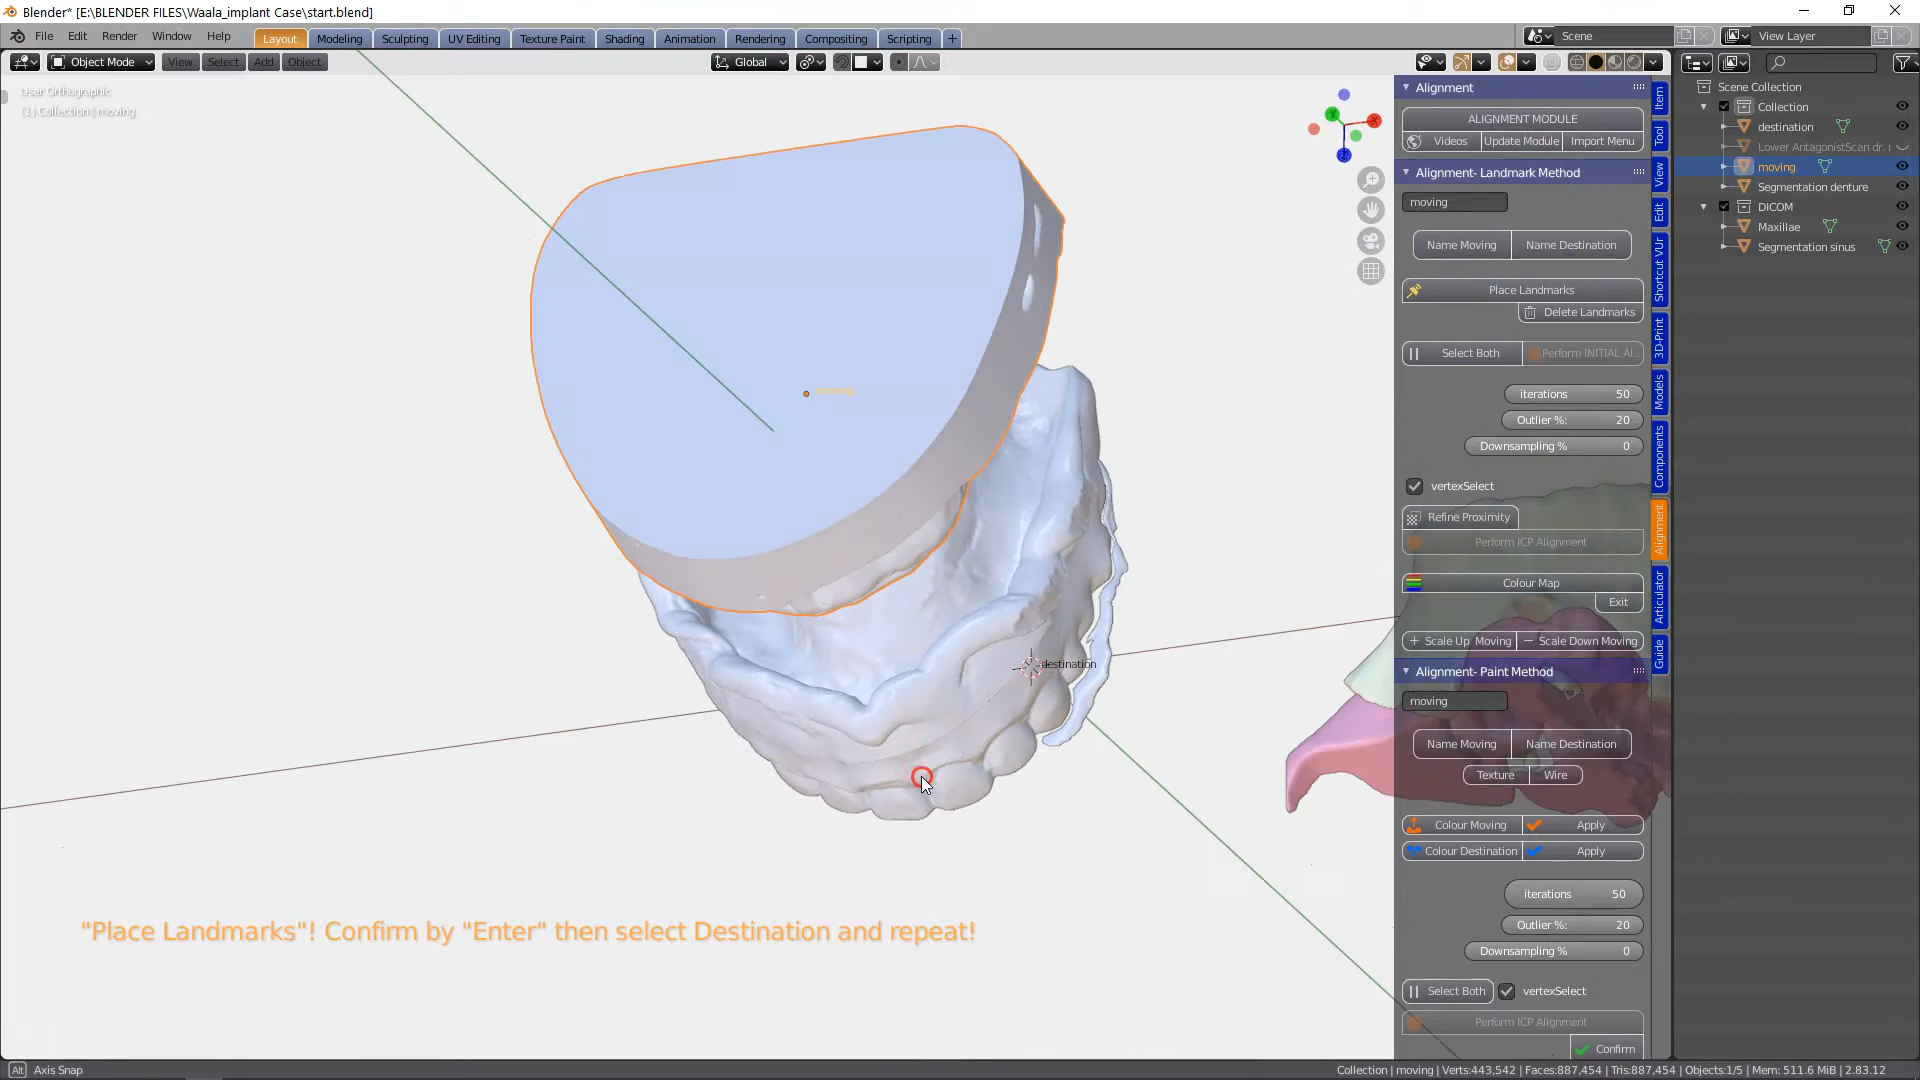 Blender* [E:\BLENDER FILES\Waala_implant Case\start.blend]
File Edit Render Window Help Layout Modeling Sculpting UV Editing Texture Paint Shading Animation Rendering Compositing Scripting + Scene View Layer
Object Mode View Select Add Object Global
User Orthographic
(1) Collection | moving
Alignment
ALIGNMENT MODULE
Videos Update Module Import Menu
Alignment- Landmark Method
moving
Name Moving Name Destination
Place Landmarks
Delete Landmarks
Select Both Perform INITIAL Al...
iterations 50
Outlier %: 20
Downsampling % 0
vertexSelect
Refine Proximity
Perform ICP Alignment
Colour Map
Exit
Scale Up Moving Scale Down Moving
Alignment- Paint Method
moving
Name Moving Name Destination
Texture Wire
Colour Moving Apply
Colour Destination Apply
iterations 50
Outlier %: 20
Downsampling % 0
Select Both vertexSelect
Perform ICP Alignment
Confirm
Item
Tool
View
Edit
Shortcut VUr
3D-Print
Models
Components
Alignment
Articulator
Guide
Scene Collection
Collection
destination
Lower AntagonistScan dr. r
moving
Segmentation denture
DICOM
Maxillae
Segmentation sinus
X
Y
Z
moving
destination
"Place Landmarks"! Confirm by "Enter" then select Destination and repeat!
Alt Axis Snap
Collection | moving | Verts:443,542 | Faces:887,454 | Tris:887,454 | Objects:1/5 | Mem: 511.6 MiB | 2.83.12